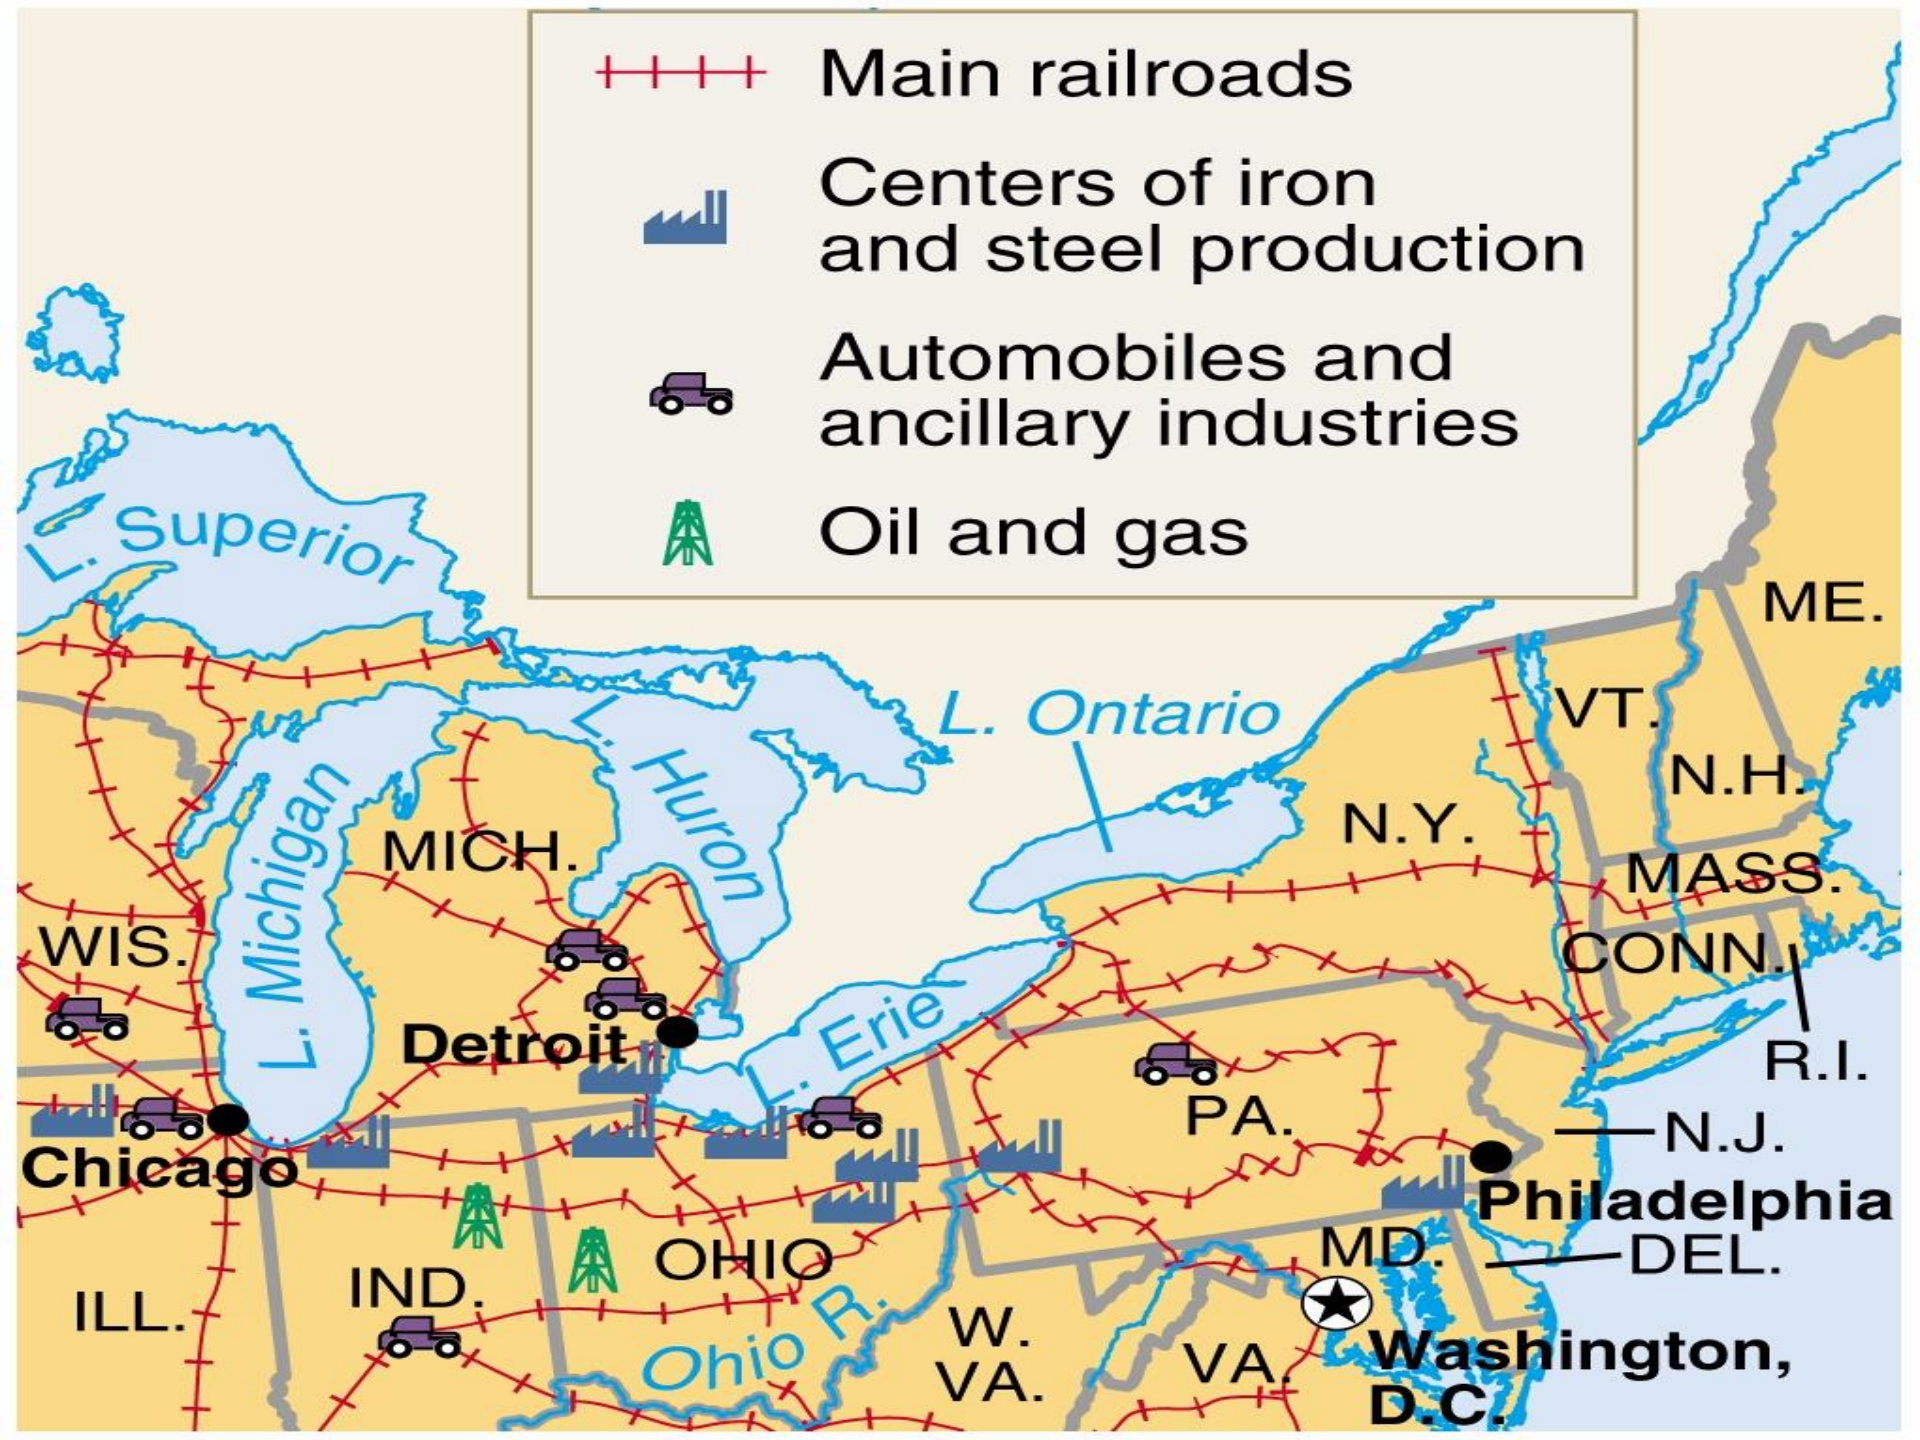 Main railroads
Centers of iron
and steel production
Automobiles and
ancillary industries
Oil and gas
L. Superior
ME.
L. Ontario
VT.
L. Huron
N.H.
L. Michigan
MICH.
N.Y.
MASS.
WIS.
CONN.
L. Erie
Detroit
R.I.
PA.
N.J.
Chicago
Philadelphia
MD.
DEL.
OHIO
IND.
ILL.
Ohio R.
W.
VA.
VA.
Washington,
D.C.